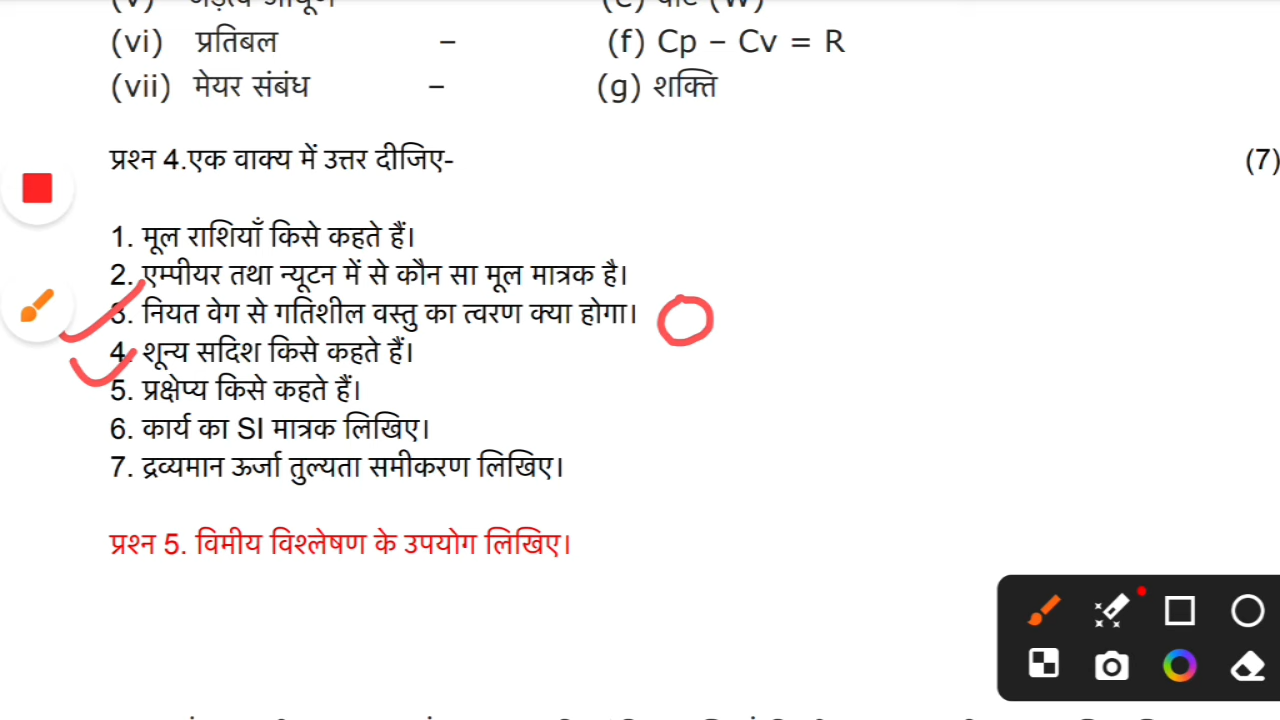 (vi) प्रतिबल – (f) Cp – Cv = R
(vii) मेयर संबंध – (g) शक्ति
प्रश्न 4.एक वाक्य में उत्तर दीजिए- (7)
1. मूल राशियाँ किसे कहते हैं।
2. एम्पीयर तथा न्यूटन में से कौन सा मूल मात्रक है।
3. नियत वेग से गतिशील वस्तु का त्वरण क्या होगा।
4. शून्य सदिश किसे कहते हैं।
5. प्रक्षेप्य किसे कहते हैं।
6. कार्य का SI मात्रक लिखिए।
7. द्रव्यमान ऊर्जा तुल्यता समीकरण लिखिए।
प्रश्न 5. विमीय विश्लेषण के उपयोग लिखिए।